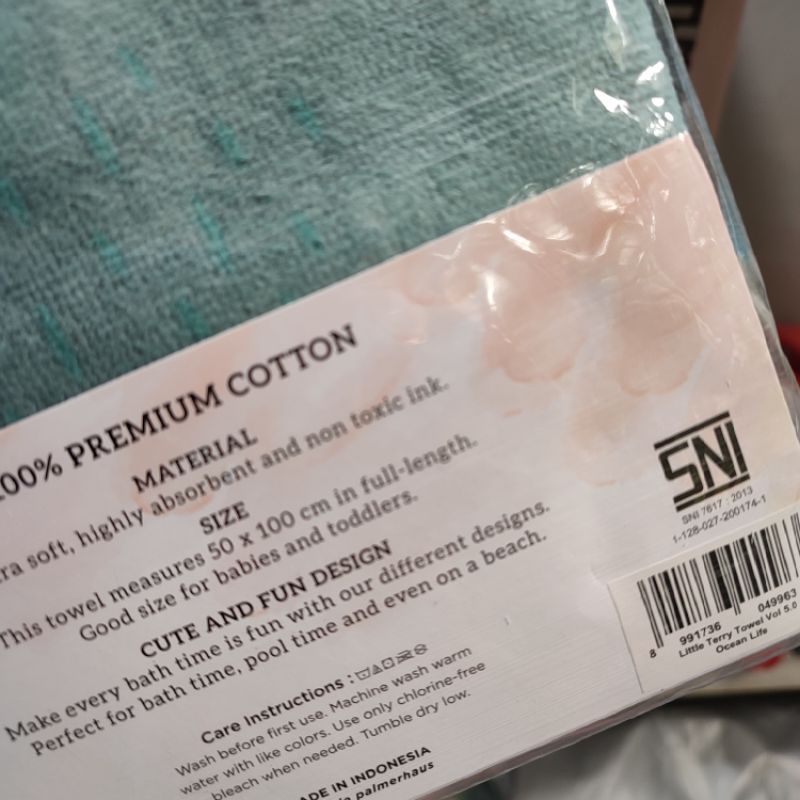 100% PREMIUM COTTON
MATERIAL
soft, highly absorbent and non toxic ink.
SIZE
This towel measures 50 x 100 cm in full-length.
Good size for babies and toddlers.
CUTE AND FUN DESIGN
Make every bath time is fun with our different designs.
Perfect for bath time, pool time and even on a beach.
Care Instructions :
Wash before first use. Machine wash warm
water with like colors. Use only chlorine-free
bleach when needed. Tumble dry low.
MADE IN INDONESIA
palmerhaus
SNI
SNI 7617 : 2013
1-128-027-200174-1
8 991736 049963
Little Terry Towel Vol 5.0
Ocean Life